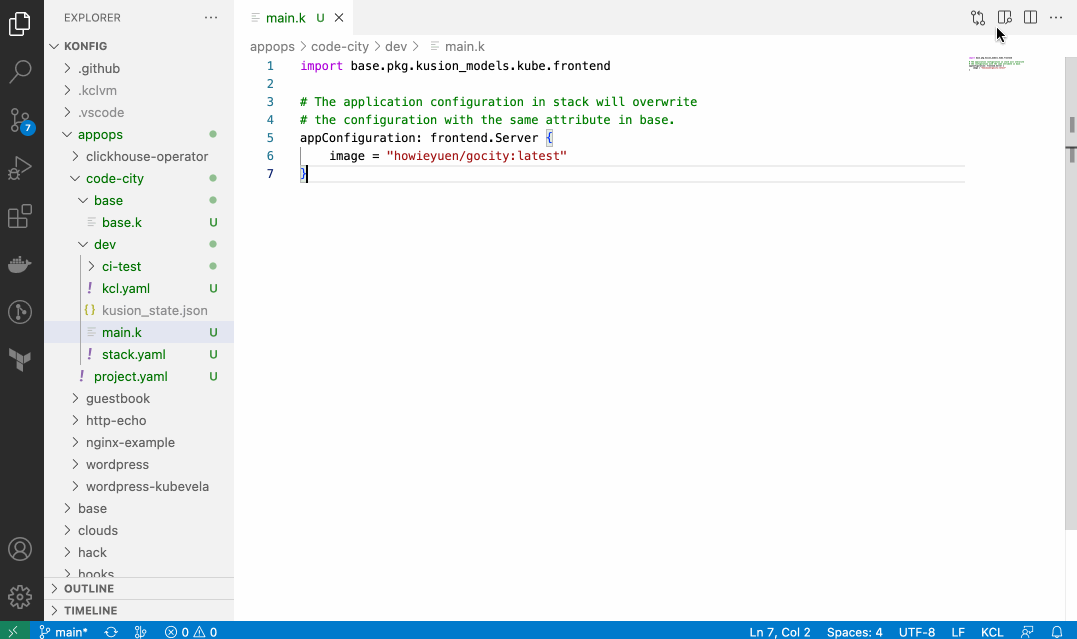 EXPLORER
main.k U
KONFIG
appops code-city dev main.k
.github
.kclvm
.vscode
appops
clickhouse-operator
code-city
base
base.k U
dev
ci-test
! kcl.yaml U
{} kusion_state.json
main.k U
! stack.yaml U
! project.yaml U
guestbook
http-echo
nginx-example
wordpress
wordpress-kubevela
base
clouds
hack
hooks
OUTLINE
TIMELINE
7
1 import base.pkg.kusion_models.kube.frontend
2
3 # The application configuration in stack will overwrite
4 # the configuration with the same attribute in base.
5 appConfiguration: frontend.Server {
6 image = "howieyuen/gocity:latest"
7 }
main* 0 0 Ln 7, Col 2 Spaces: 4 UTF-8 LF KCL